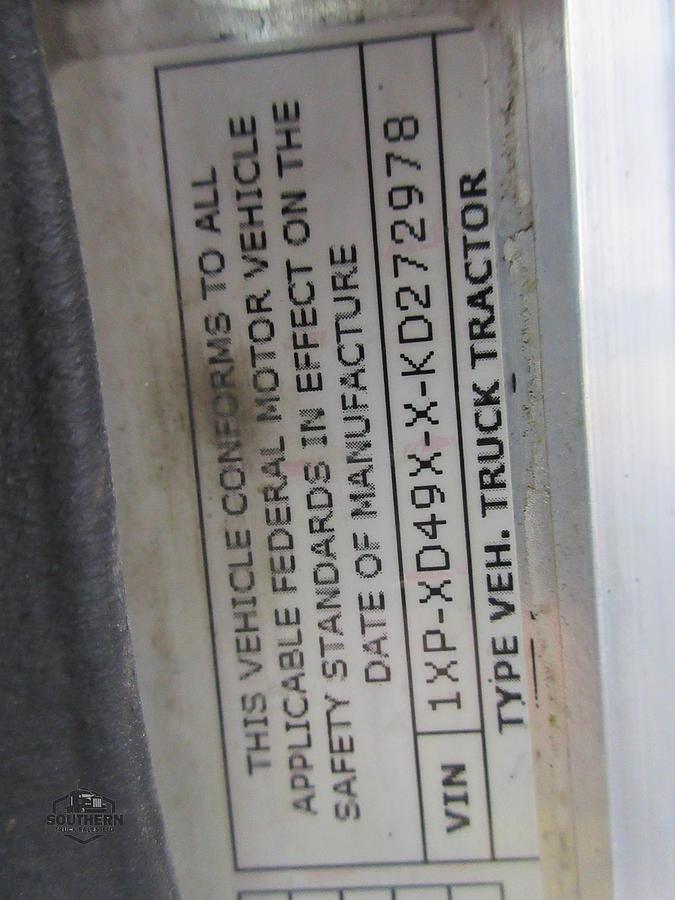 THIS VEHICLE CONFORMS TO ALL
APPLICABLE FEDERAL MOTOR VEHICLE
SAFETY STANDARDS IN EFFECT ON THE
DATE OF MANUFACTURE
VIN 1XP-XD49X-X-KD272978
TYPE VEH. TRUCK TRACTOR
SOUTHERN